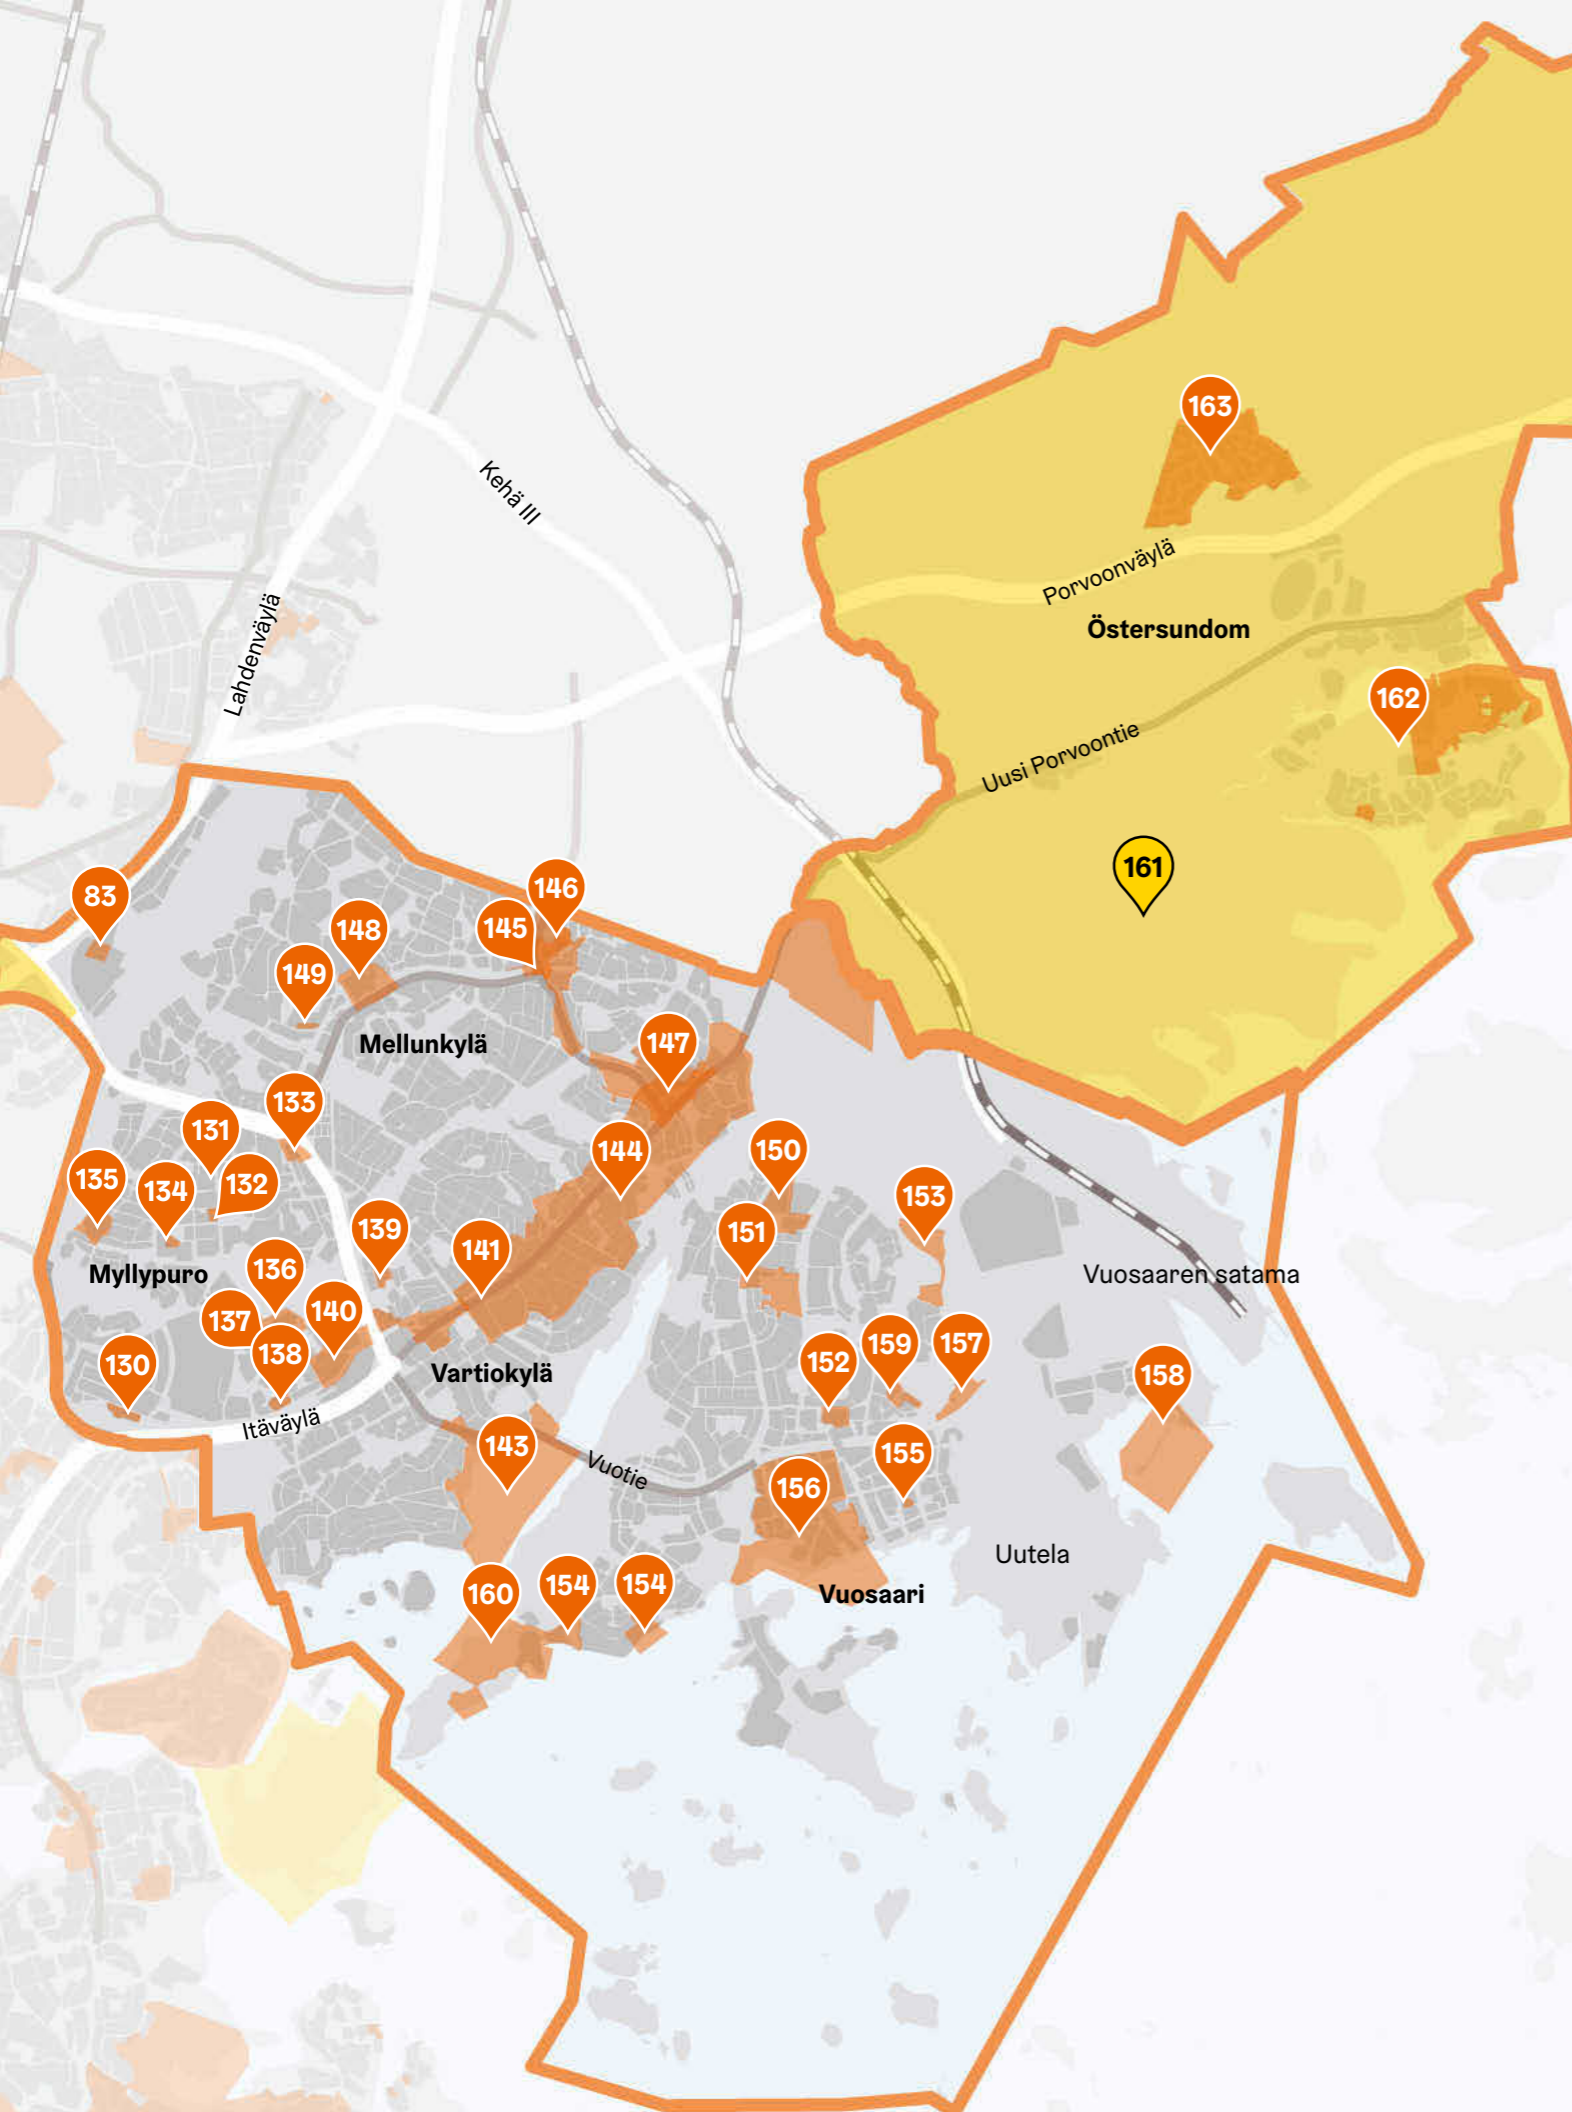 163
Kehä III
Porvoonväylä
Östersundom
Lahdenväylä
162
Uusi Porvoontie
161
83
146
145
148
149
Mellunkylä
147
133
131
144
150
135
134
132
153
139
151
141
Myllypuro
136
Vuosaaren satama
137
140
138
159
157
130
152
Vartiokylä
158
Itäväylä
143
Vuotie
155
156
Uutela
160
154
154
Vuosaari